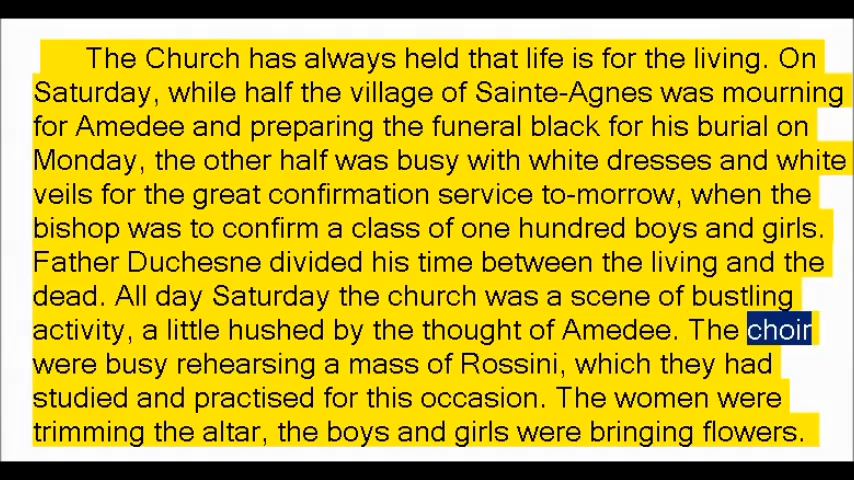 The Church has always held that life is for the living. On
Saturday, while half the village of Sainte-Agnes was mourning
for Amedee and preparing the funeral black for his burial on
Monday, the other half was busy with white dresses and white
veils for the great confirmation service to-morrow, when the
bishop was to confirm a class of one hundred boys and girls.
Father Duchesne divided his time between the living and the
dead. All day Saturday the church was a scene of bustling
activity, a little hushed by the thought of Amedee. The choir
were busy rehearsing a mass of Rossini, which they had
studied and practised for this occasion. The women were
trimming the altar, the boys and girls were bringing flowers.